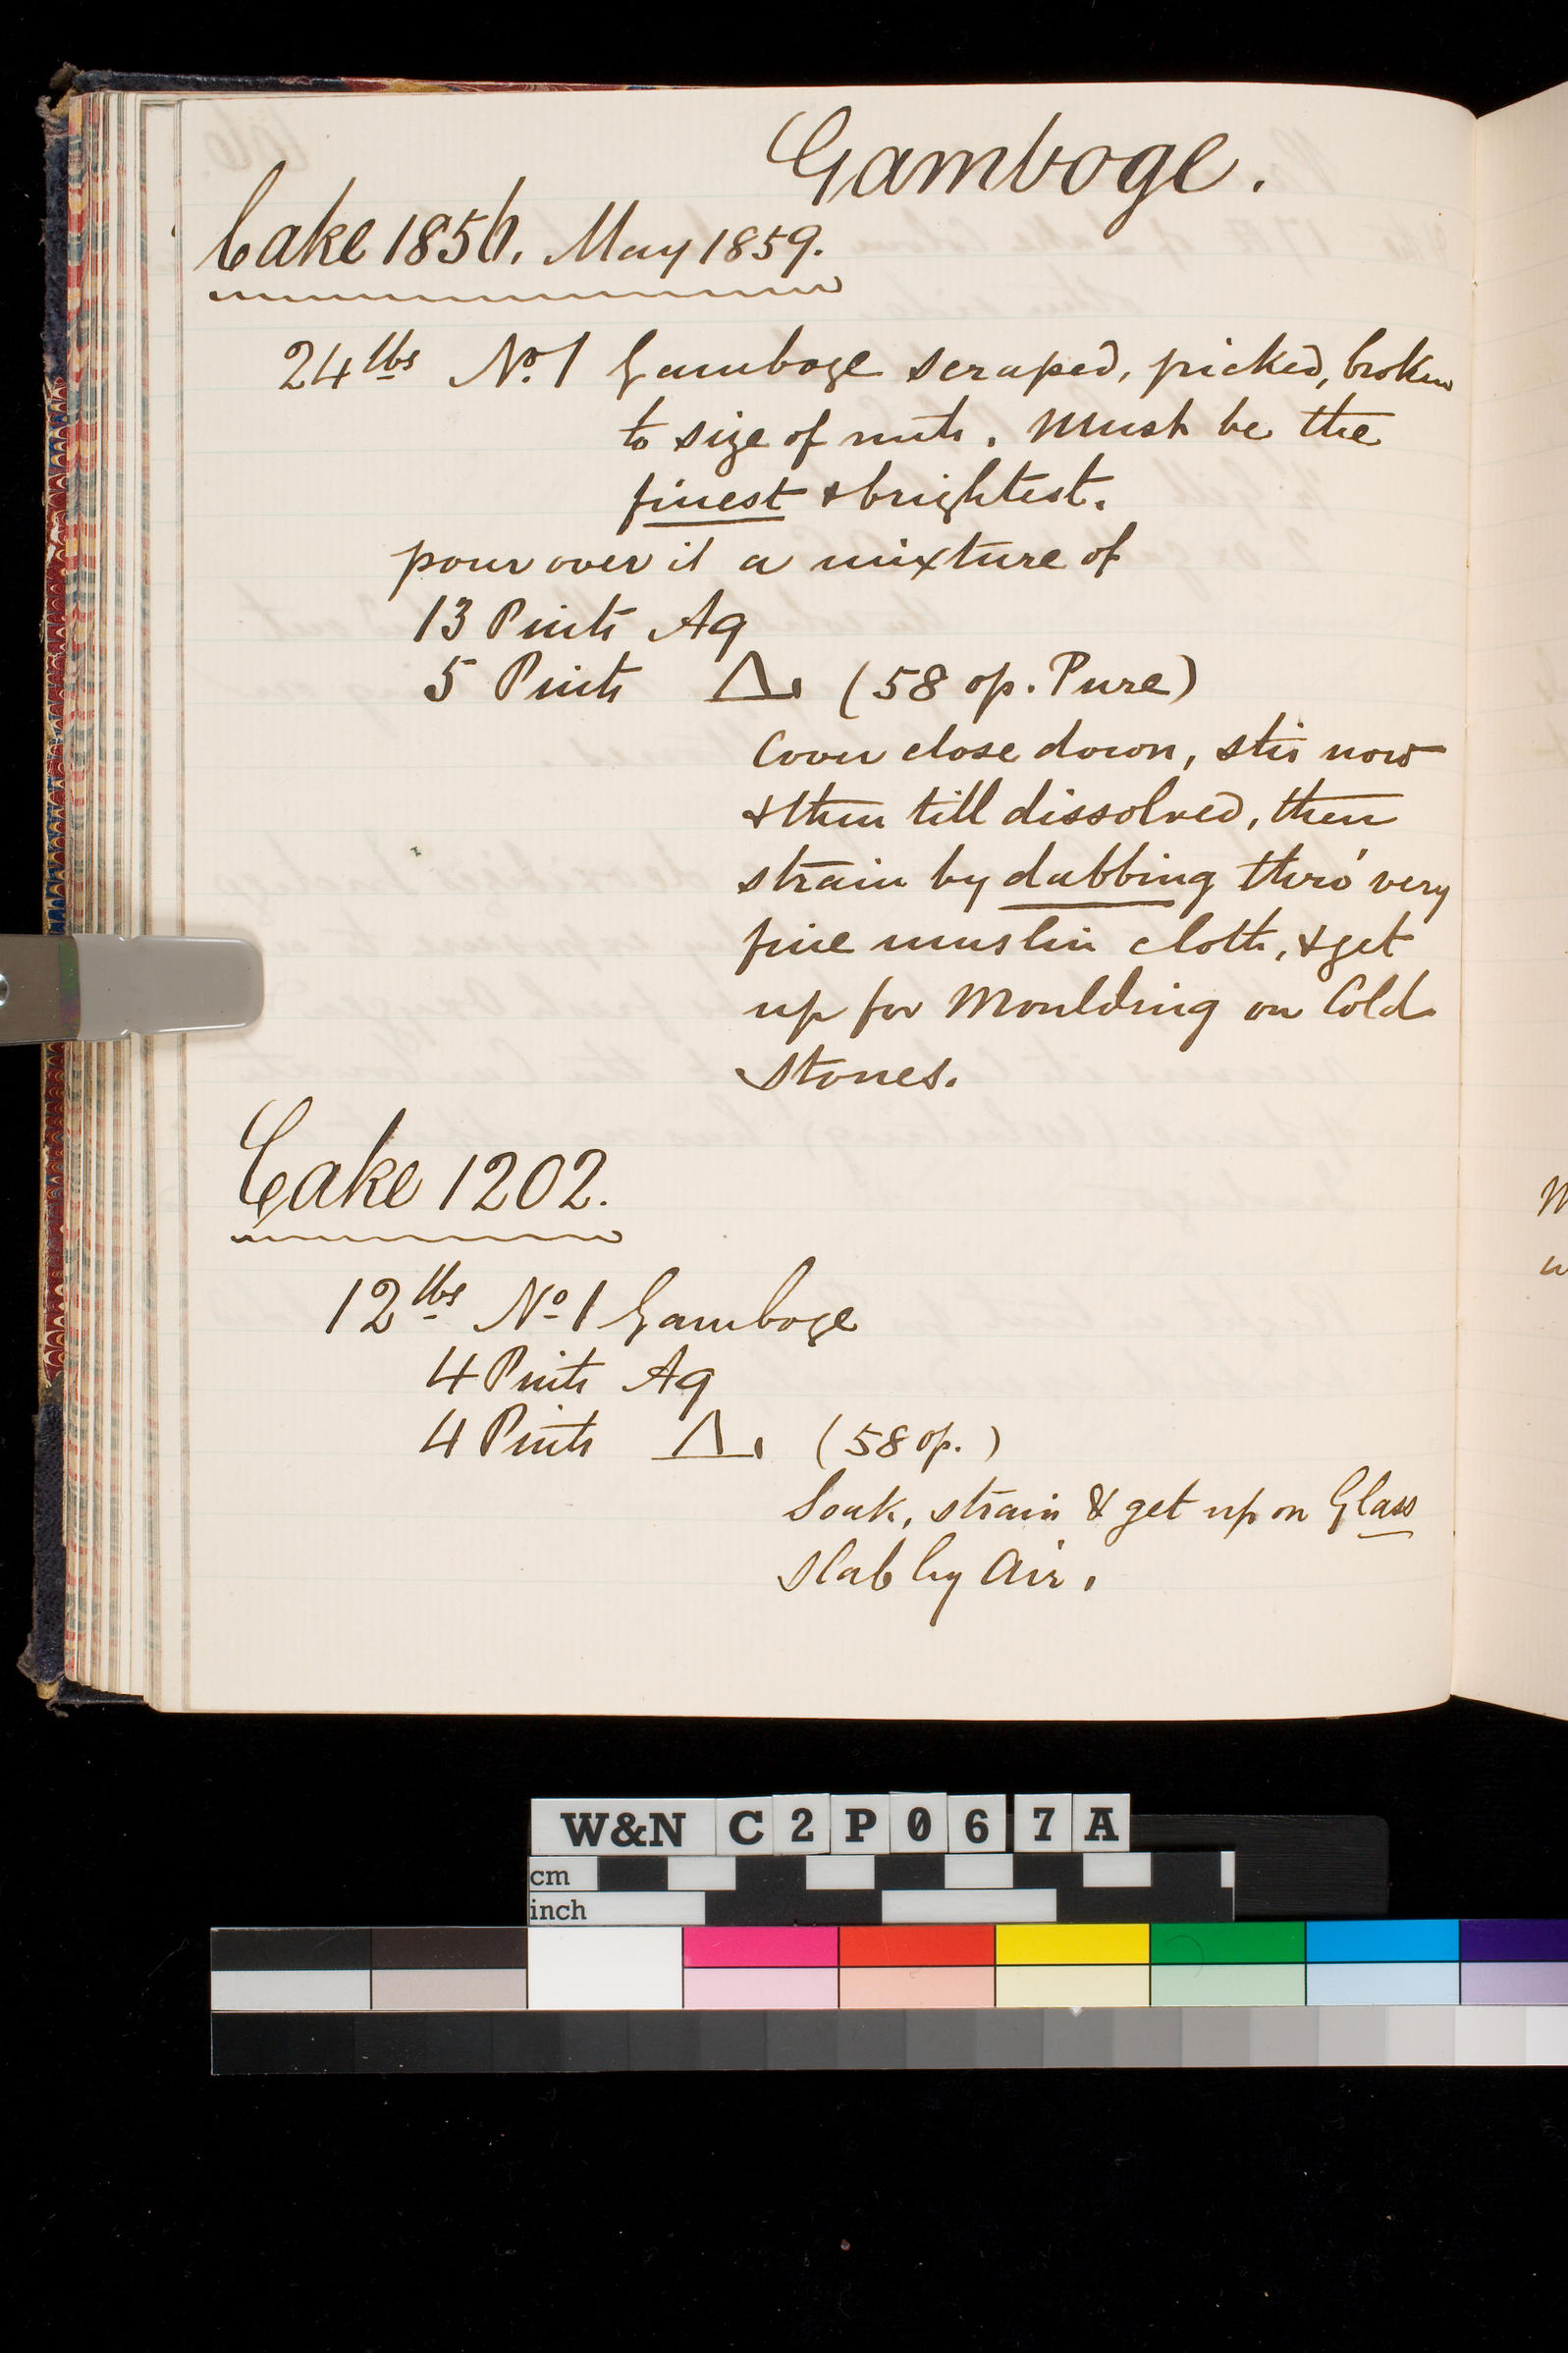 Gamboge.
Cake 1856. May 1859.
24 lbs No. 1 Gamboge scraped, picked, broken
to size of nuts. Must be the
finest & brightest.
pour over it a mixture of
13 Pints Aq
5 Pints Δ. (58 op. Pure)
Cover close down, stir now
& then till dissolved, then
strain by dabbing thro' very
fine muslin cloth, & get
up for Moulding on Cold
Stones.
Cake 1202.
12 lbs No 1 Gamboge
4 Pints Aq
4 Pints Δ. (58 op.)
Soak, strain & get up on Glass
Slab by Air.
W&N C2P067A
cm
inch